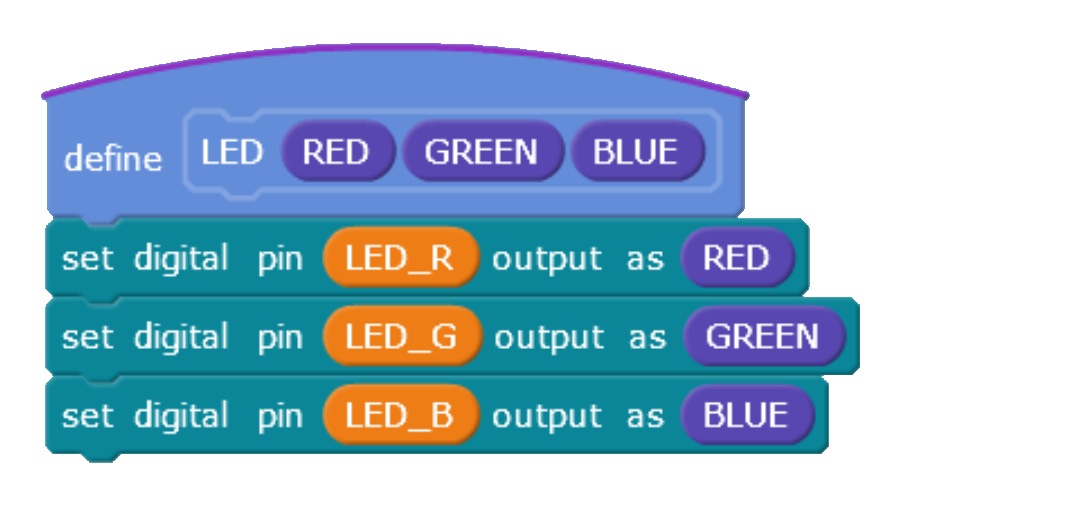 define LED RED GREEN BLUE
set digital pin LED_R output as RED
set digital pin LED_G output as GREEN
set digital pin LED_B output as BLUE